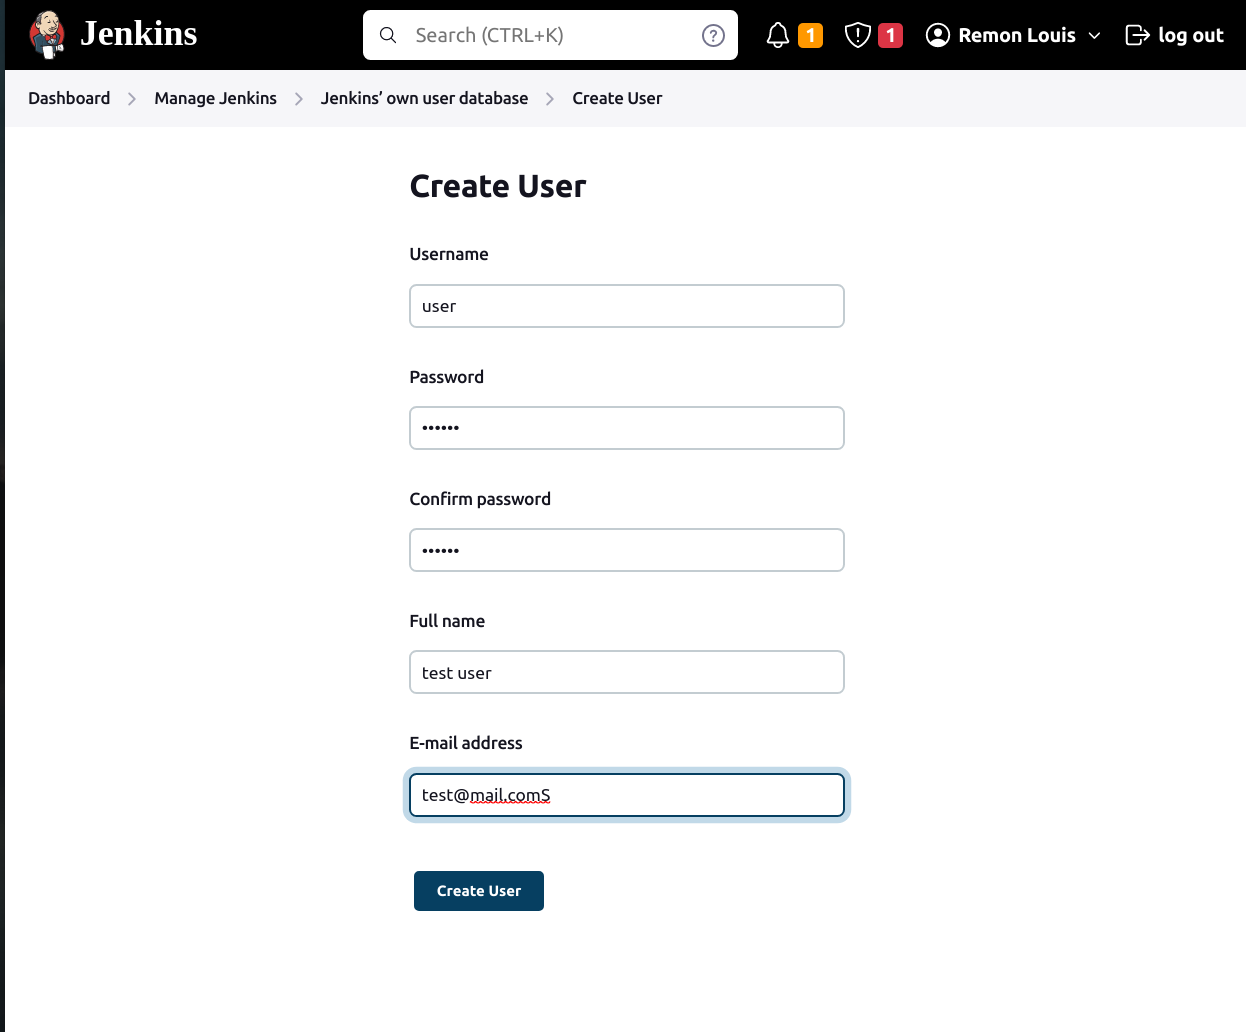 Jenkins
Search (CTRL+K)
?
1
1
Remon Louis
log out
Dashboard
Manage Jenkins
Jenkins’ own user database
Create User
Create User
Username
user
Password
••••••
Confirm password
••••••
Full name
test user
E-mail address
test@mail.comS
Create User